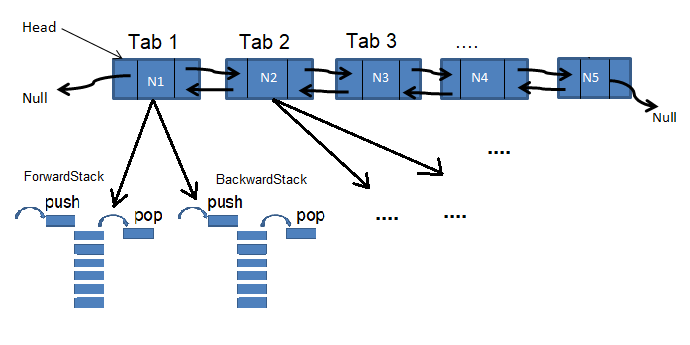 Head
Tab 1
Tab 2
Tab 3
....
N1
N2
N3
N4
N5
Null
Null
....
ForwardStack
BackwardStack
push
pop
push
pop
....
....